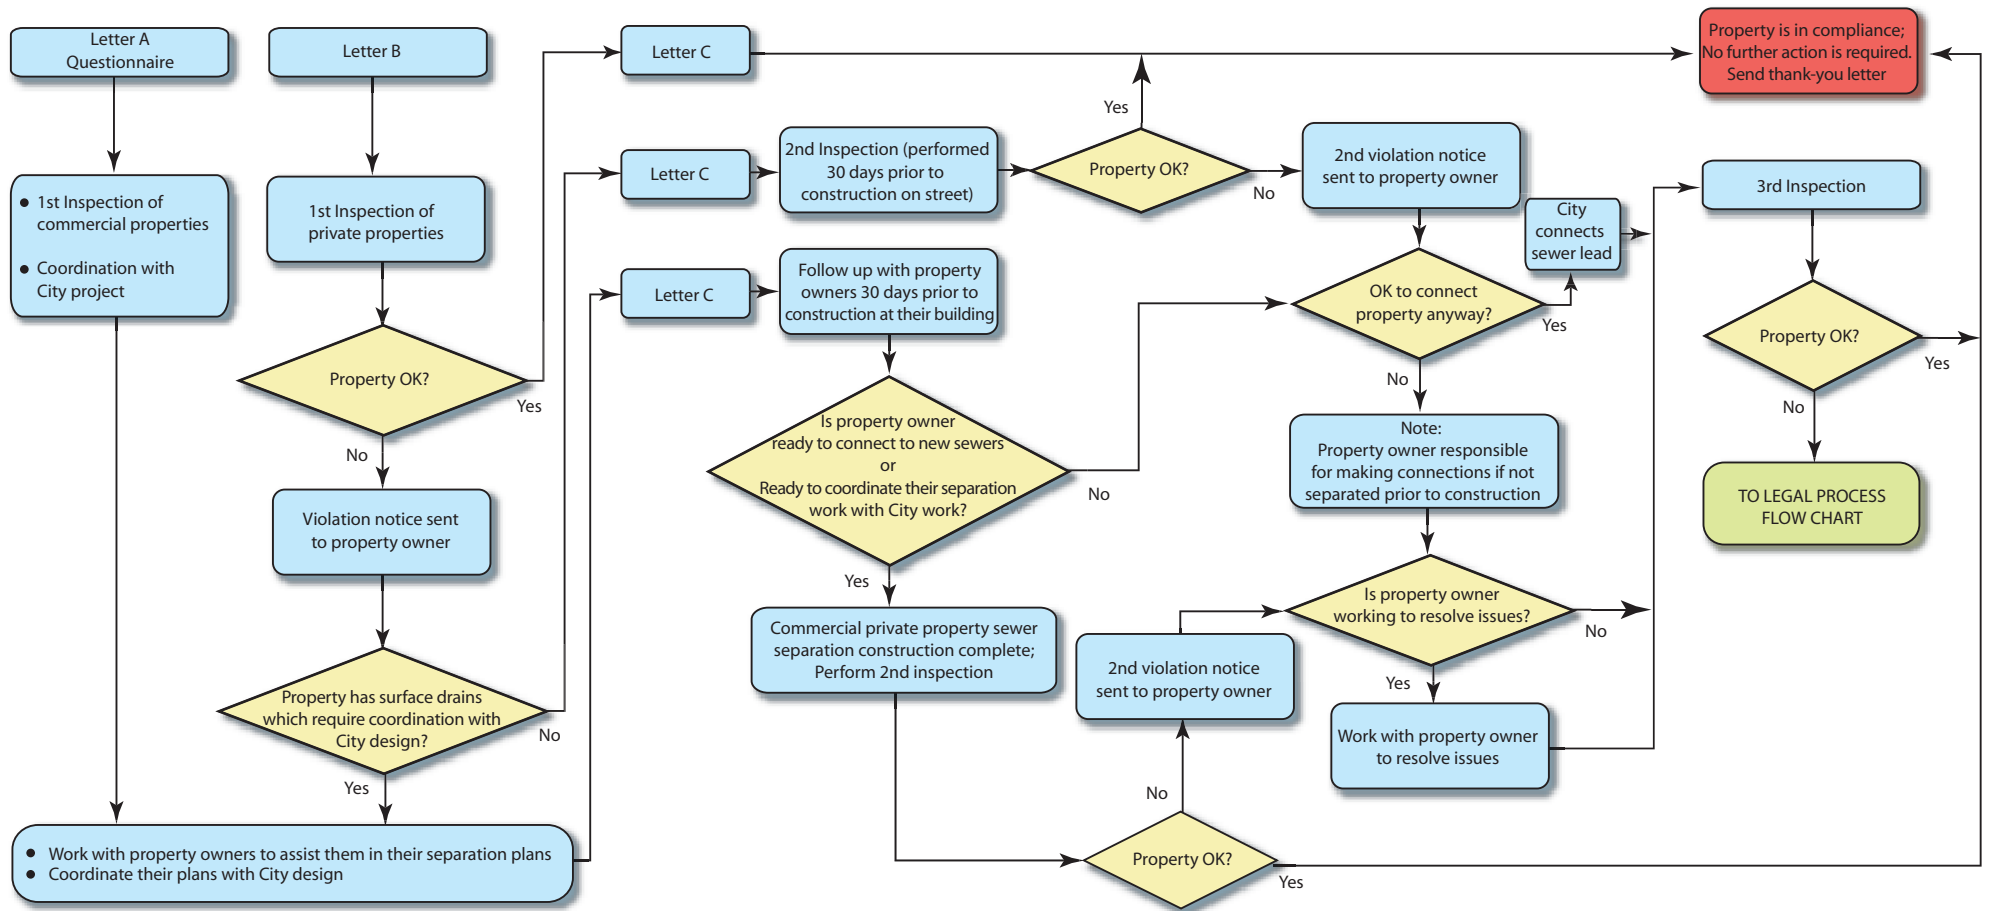 Letter A
Questionnaire
Letter B
Letter C
Property is in compliance;
No further action is required.
Send thank-you letter
Yes
Letter C
2nd Inspection (performed
30 days prior to
construction on street)
Property OK?
No
2nd violation notice
sent to property owner
3rd Inspection
City
connects
sewer lead
● 1st Inspection of
commercial properties
● Coordination with
City project
1st Inspection of
private properties
Letter C
Follow up with property
owners 30 days prior to
construction at their building
OK to connect
property anyway?
Yes
No
Property OK?
Yes
No
Property OK?
Yes
No
Is property owner
ready to connect to new sewers
or
Ready to coordinate their separation
work with City work?
No
Yes
Note:
Property owner responsible
for making connections if not
separated prior to construction
TO LEGAL PROCESS
FLOW CHART
Violation notice sent
to property owner
Is property owner
working to resolve issues?
No
Yes
Commercial private property sewer
separation construction complete;
Perform 2nd inspection
2nd violation notice
sent to property owner
Work with property owner
to resolve issues
Property has surface drains
which require coordination with
City design?
No
Yes
● Work with property owners to assist them in their separation plans
● Coordinate their plans with City design
No
Property OK?
Yes